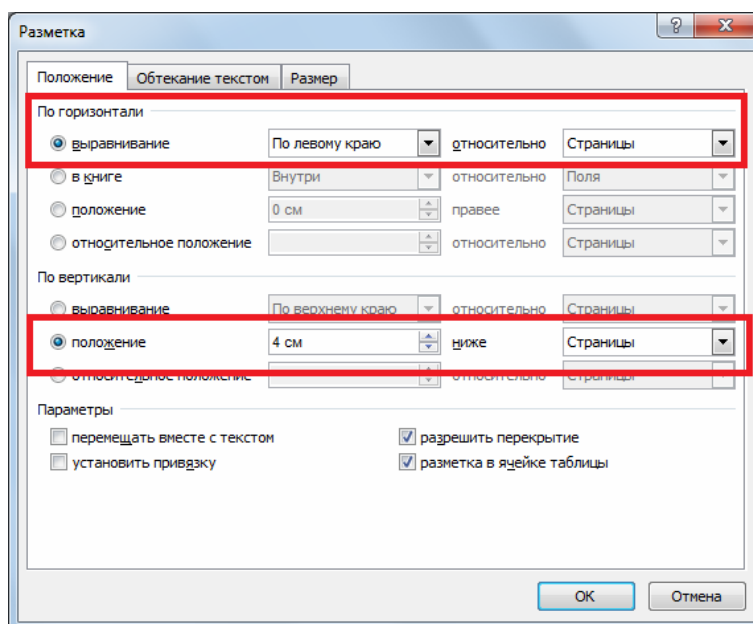 Разметка ? X
Положение Обтекание текстом Размер
По горизонтали
выравнивание По левому краю относительно Страницы
в книге Внутри относительно Поля
положение 0 см правее Страницы
относительное положение относительно Страницы
По вертикали
выравнивание По верхнему краю относительно Страницы
положение 4 см ниже Страницы
относительное положение относительно Страницы
Параметры
перемещать вместе с текстом разрешить перекрытие
установить привязку разметка в ячейке таблицы
ОК Отмена